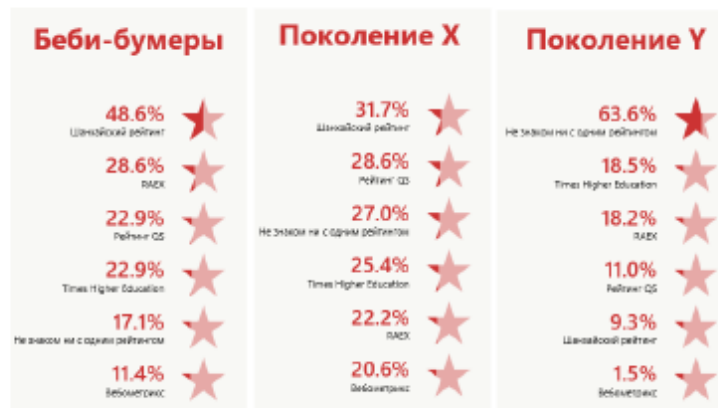 Беби-бумеры
48.6%
Шанхайский рейтинг
28.6%
RAEX
22.9%
Рейтинг QS
22.9%
Times Higher Education
17.1%
Не знаком ни с одним рейтингом
11.4%
Вебометрикс
Поколение X
31.7%
Шанхайский рейтинг
28.6%
Рейтинг QS
27.0%
Не знаком ни с одним рейтингом
25.4%
Times Higher Education
22.2%
RAEX
20.6%
Вебометрикс
Поколение Y
63.6%
Не знаком ни с одним рейтингом
18.5%
Times Higher Education
18.2%
RAEX
11.0%
Рейтинг QS
9.3%
Шанхайский рейтинг
1.5%
Вебометрикс